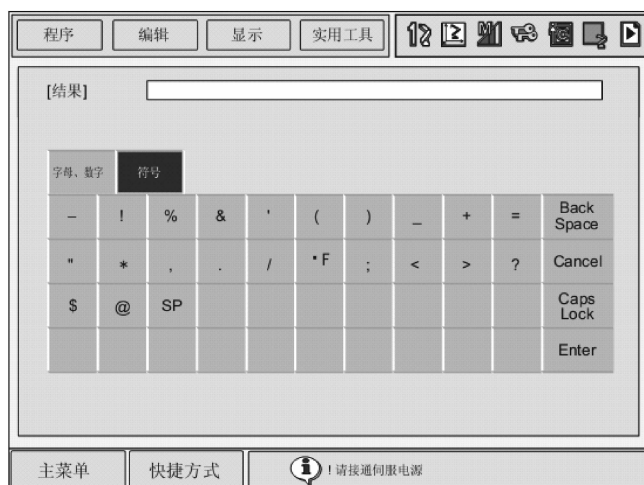 程序 编辑 显示 实用工具
[结果]
字母、数字 符号
– ! % & ' ( ) _ + = Back Space
" * , . / ▪F ; < > ? Cancel
$ @ SP Caps Lock
Enter
主菜单 快捷方式 ! 请接通伺服电源